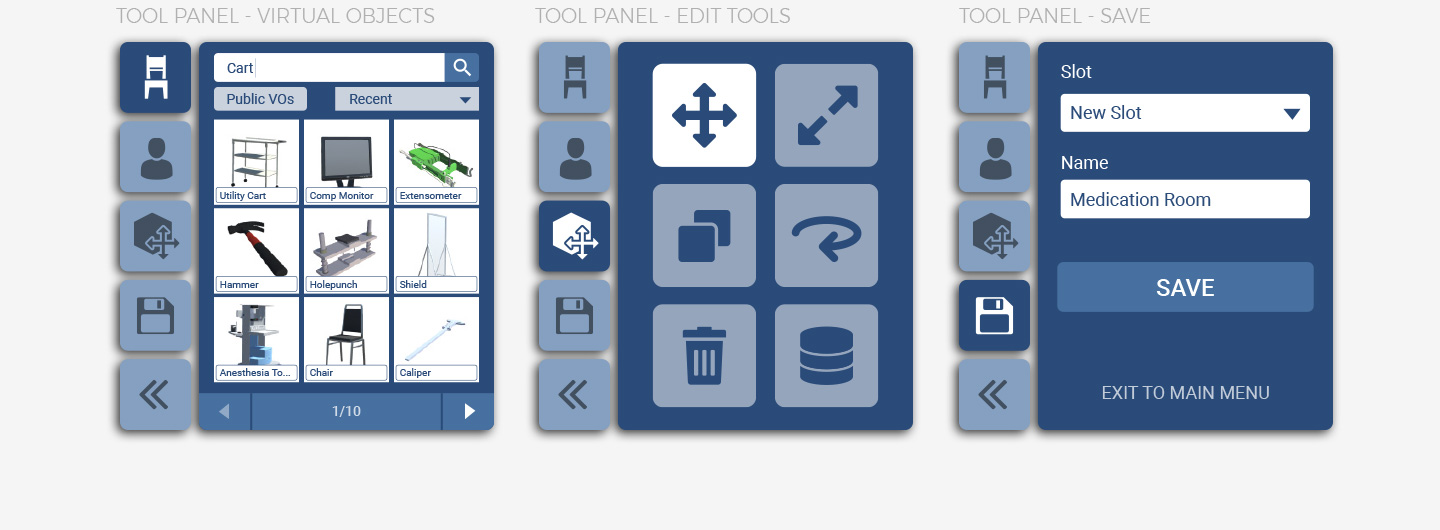 TOOL PANEL - VIRTUAL OBJECTS
Cart
Public VOs
Recent
Utility Cart
Comp Monitor
Extensometer
Hammer
Holepunch
Shield
Anesthesia To...
Chair
Caliper
1/10
TOOL PANEL - EDIT TOOLS
TOOL PANEL - SAVE
Slot
New Slot
Name
Medication Room
SAVE
EXIT TO MAIN MENU